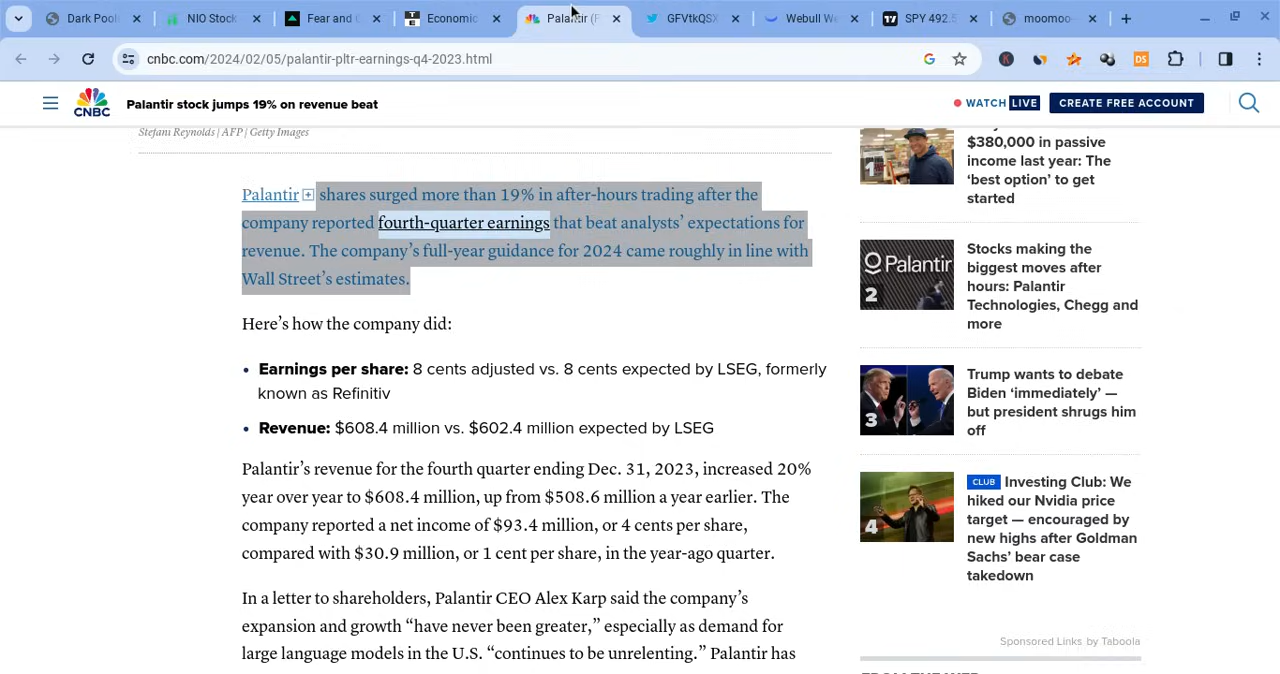 Dark Poo
NIO Stock
Fear and
Economic
Palantir (F
GFVtkQSX
Webull W
SPY 492.5
moomoo
cnbc.com/2024/02/05/palantir-pltr-earnings-q4-2023.html
DS
CNBC
Palantir stock jumps 19% on revenue beat
WATCH LIVE
CREATE FREE ACCOUNT
Stefani Reynolds | AFP | Getty Images
Palantir shares surged more than 19% in after-hours trading after the
company reported fourth-quarter earnings that beat analysts’ expectations for
revenue. The company’s full-year guidance for 2024 came roughly in line with
Wall Street’s estimates.
Here’s how the company did:
• Earnings per share: 8 cents adjusted vs. 8 cents expected by LSEG, formerly
known as Refinitiv
• Revenue: $608.4 million vs. $602.4 million expected by LSEG
Palantir’s revenue for the fourth quarter ending Dec. 31, 2023, increased 20%
year over year to $608.4 million, up from $508.6 million a year earlier. The
company reported a net income of $93.4 million, or 4 cents per share,
compared with $30.9 million, or 1 cent per share, in the year-ago quarter.
In a letter to shareholders, Palantir CEO Alex Karp said the company’s
expansion and growth “have never been greater,” especially as demand for
large language models in the U.S. “continues to be unrelenting.” Palantir has
1
$380,000 in passive
income last year: The
‘best option’ to get
started
Palantir
2
Stocks making the
biggest moves after
hours: Palantir
Technologies, Chegg and
more
3
Trump wants to debate
Biden ‘immediately’ —
but president shrugs him
off
4
CLUB Investing Club: We
hiked our Nvidia price
target — encouraged by
new highs after Goldman
Sachs’ bear case
takedown
Sponsored Links by Taboola